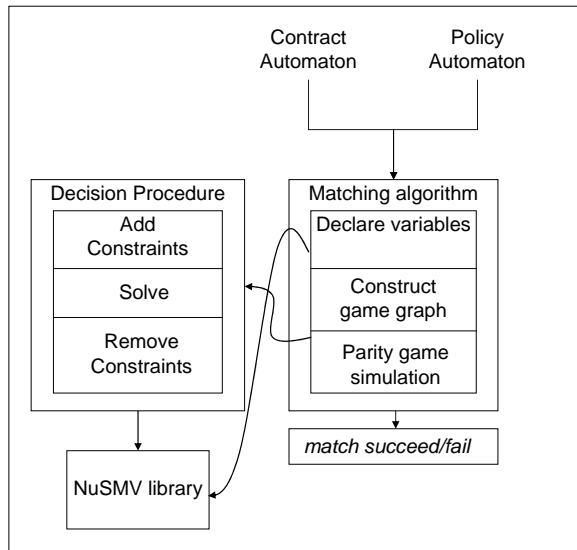 Contract
Automaton
Policy
Automaton
Decision Procedure
Add
Constraints
Solve
Remove
Constraints
Matching algorithm
Declare variables
Construct
game graph
Parity game
simulation
match succeed/fail
NuSMV library